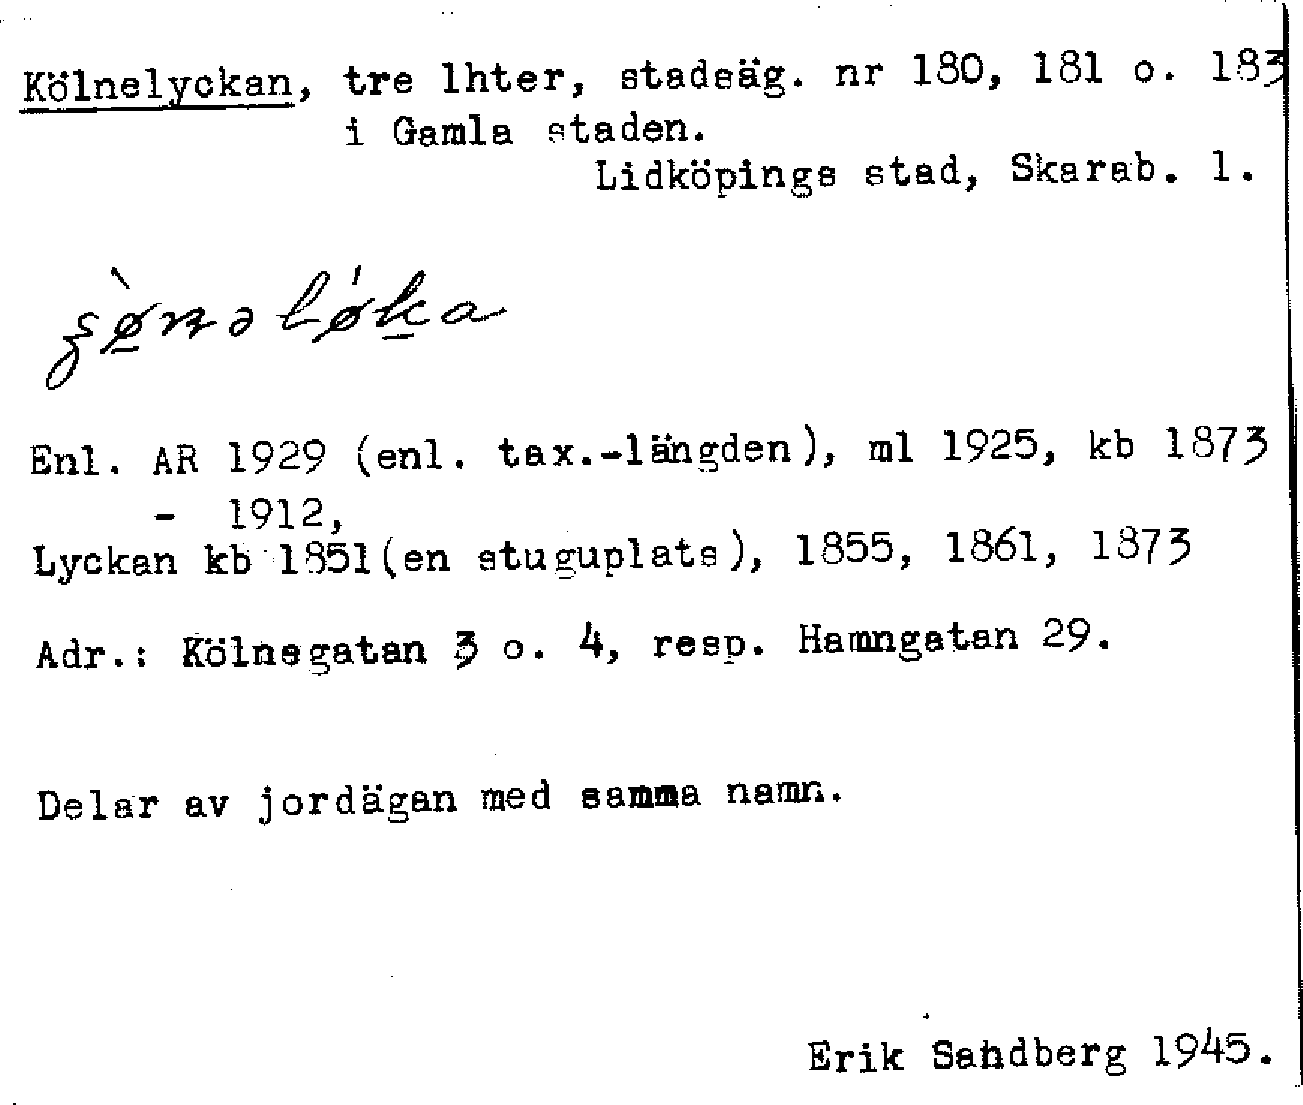 Kölnelyckan, tre lhter, stadsäg. nr 180, 181 o. 183
i Gamla staden.
Lidköpings stad, Skarab. l.
Enl. AR 1929 (enl. tax.-längden), ml 1925, kb 1873
- 1912,
Lyckan kb 1851(en stuguplats), 1855, 1861, 1873
Adr.: Kölnegatan 3 o. 4, resp. Hamngatan 29.
Delar av jordägan med samma namn.
Erik Sandberg 1945.